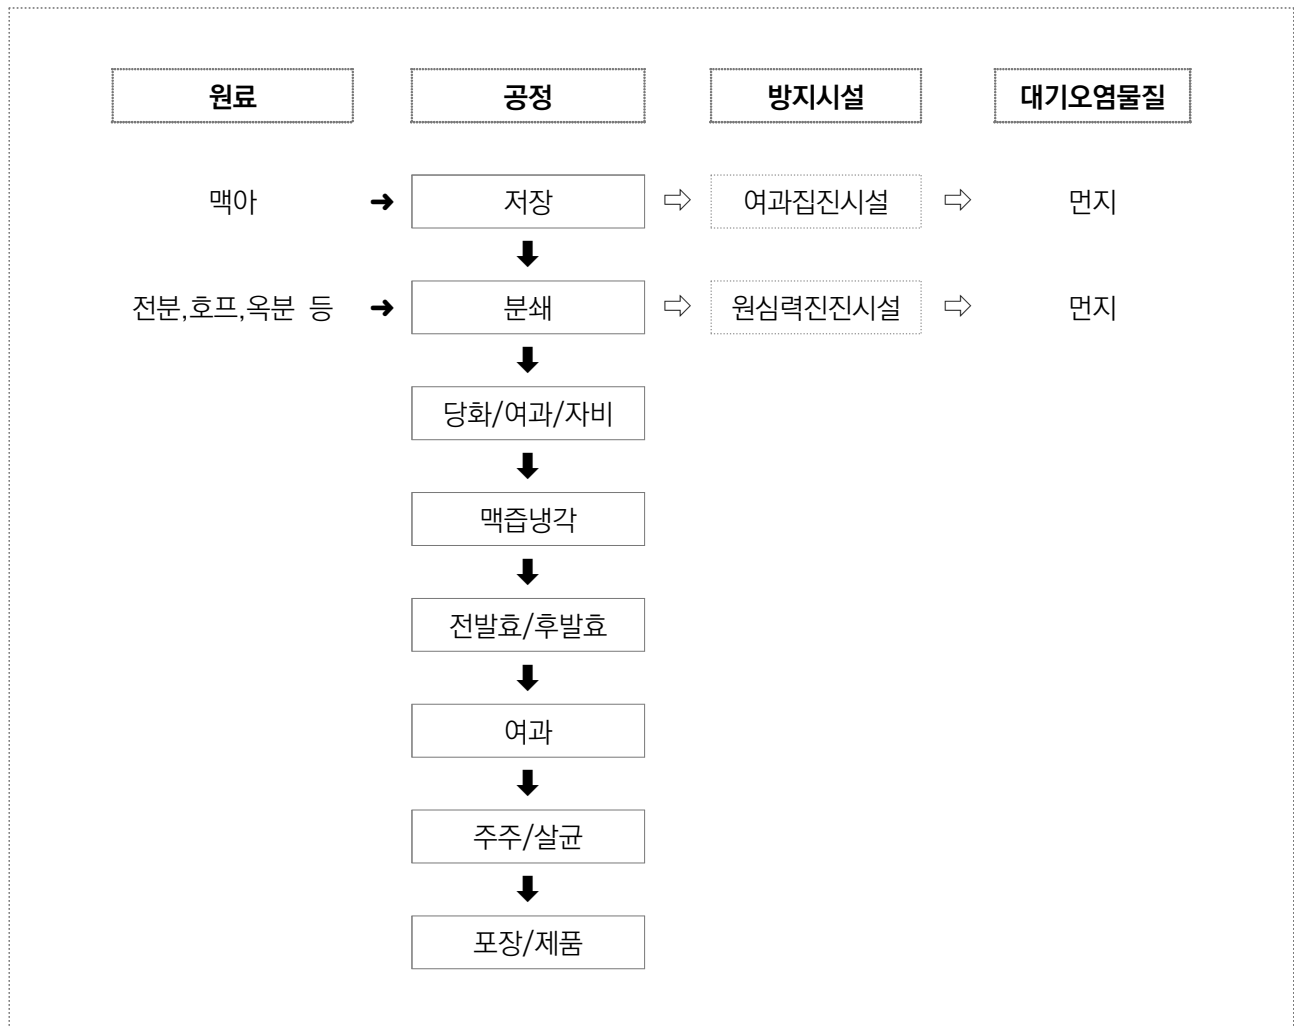 원료 공정 방지시설 대기오염물질
맥아 → 저장 ⇨ 여과집진시설 ⇨ 먼지
전분,호프,옥분 등 → 분쇄 ⇨ 원심력진진시설 ⇨ 먼지
당화/여과/자비
맥즙냉각
전발효/후발효
여과
주주/살균
포장/제품